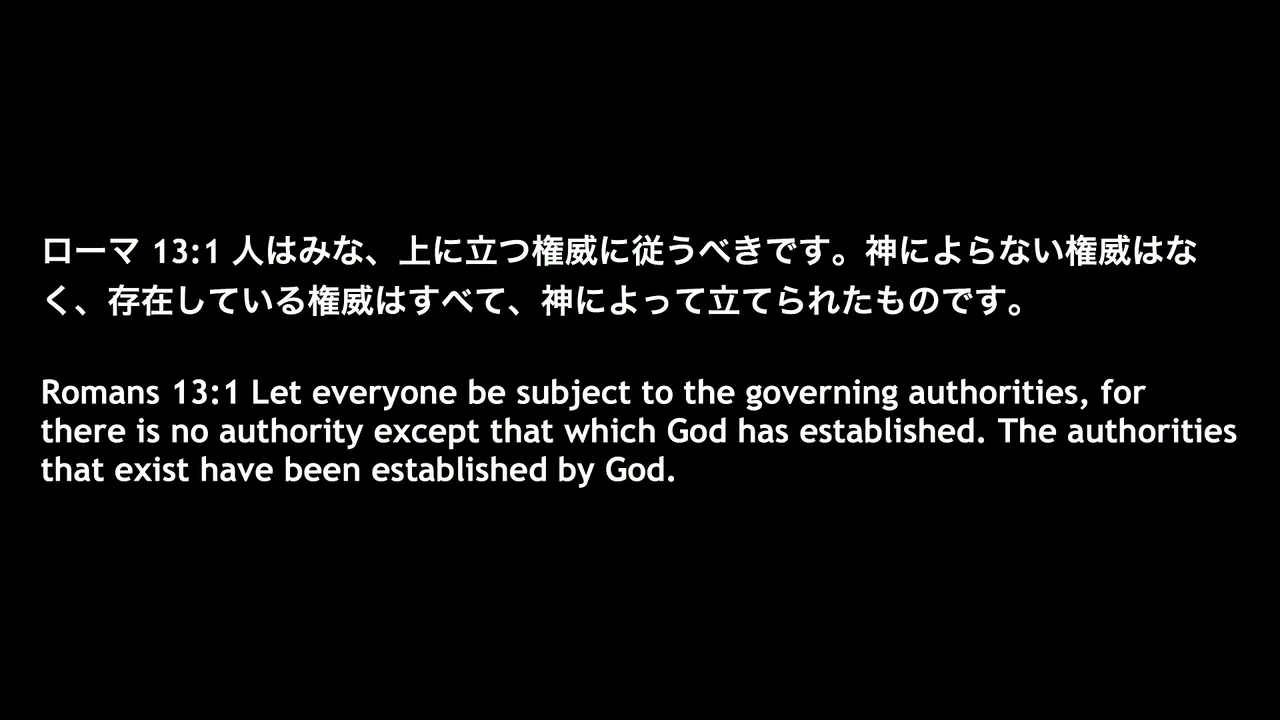 ローマ 13:1 人はみな、上に立つ権威に従うべきです。神によらない権威はな
く、存在している権威はすべて、神によって立てられたものです。
Romans 13:1 Let everyone be subject to the governing authorities, for
there is no authority except that which God has established. The authorities
that exist have been established by God.